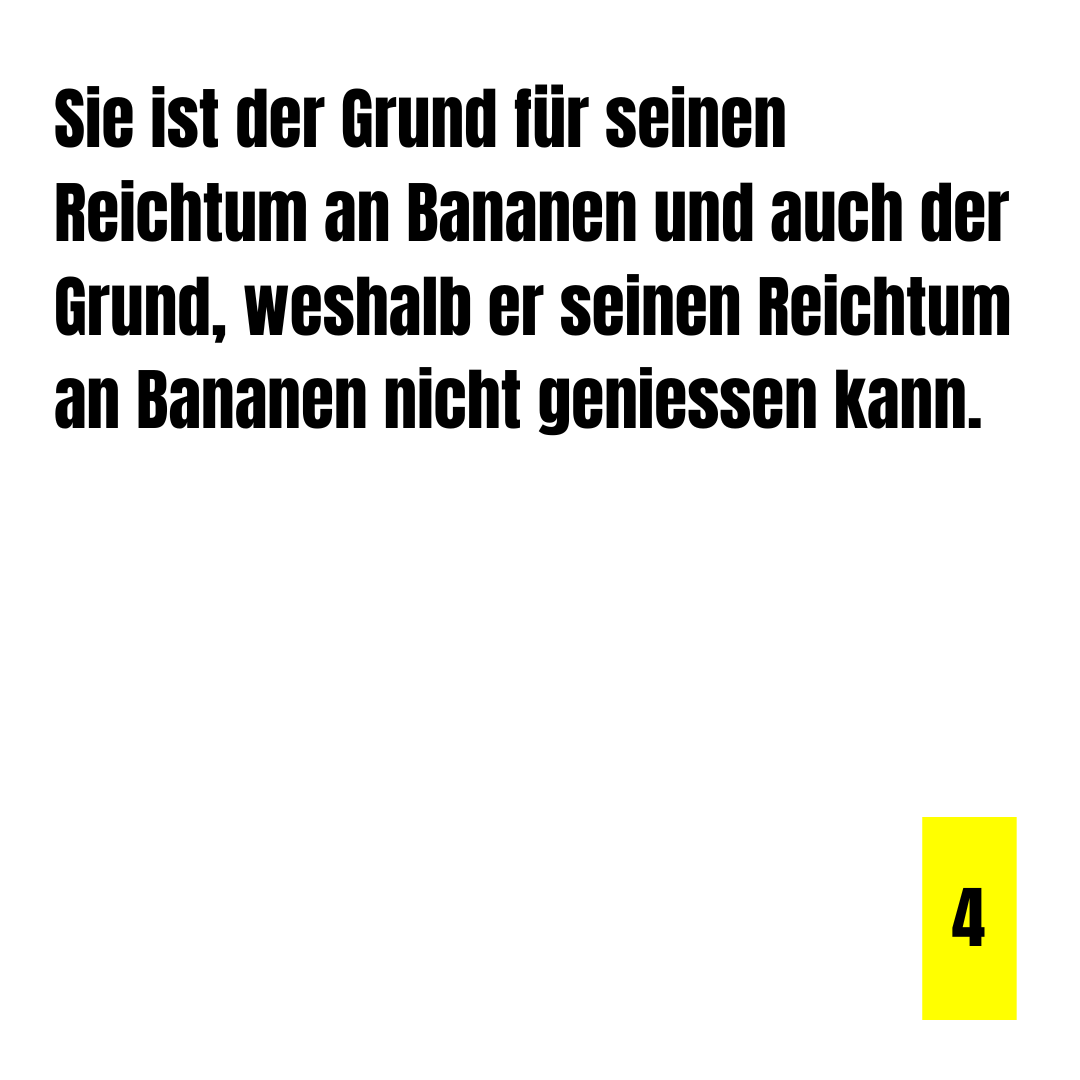 Sie ist der Grund für seinen
Reichtum an Bananen und auch der
Grund, weshalb er seinen Reichtum
an Bananen nicht geniessen kann.
4